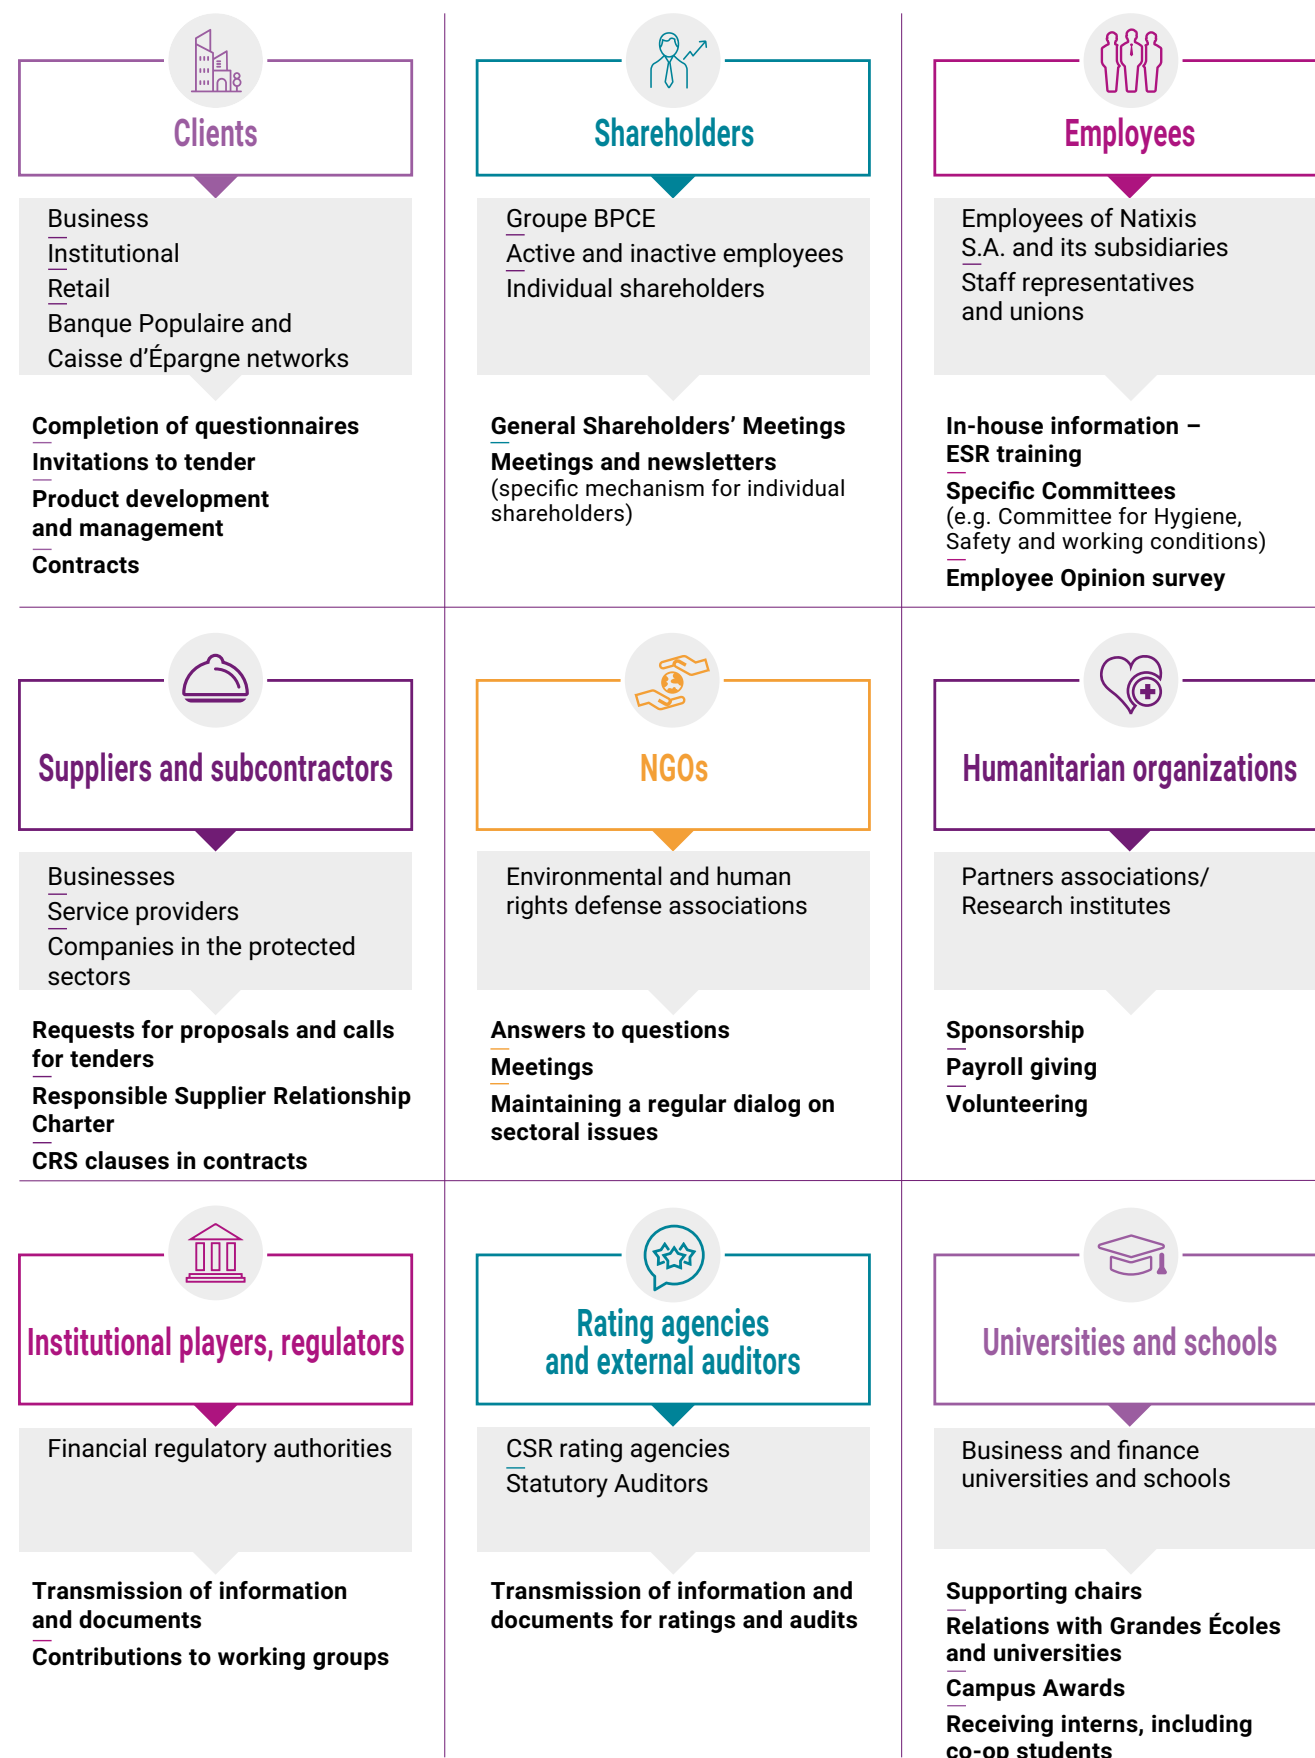 Clients
Business
Institutional
Retail
Banque Populaire and
Caisse d’Épargne networks
Completion of questionnaires
Invitations to tender
Product development
and management
Contracts
Shareholders
Groupe BPCE
Active and inactive employees
Individual shareholders
General Shareholders’ Meetings
Meetings and newsletters
(specific mechanism for individual
shareholders)
Employees
Employees of Natixis
S.A. and its subsidiaries
Staff representatives
and unions
In-house information –
ESR training
Specific Committees
(e.g. Committee for Hygiene,
Safety and working conditions)
Employee Opinion survey
Suppliers and subcontractors
Businesses
Service providers
Companies in the protected
sectors
Requests for proposals and calls
for tenders
Responsible Supplier Relationship
Charter
CRS clauses in contracts
NGOs
Environmental and human
rights defense associations
Answers to questions
Meetings
Maintaining a regular dialog on
sectoral issues
Humanitarian organizations
Partners associations/
Research institutes
Sponsorship
Payroll giving
Volunteering
Institutional players, regulators
Financial regulatory authorities
Transmission of information
and documents
Contributions to working groups
Rating agencies
and external auditors
CSR rating agencies
Statutory Auditors
Transmission of information and
documents for ratings and audits
Universities and schools
Business and finance
universities and schools
Supporting chairs
Relations with Grandes Écoles
and universities
Campus Awards
Receiving interns, including
co-op students